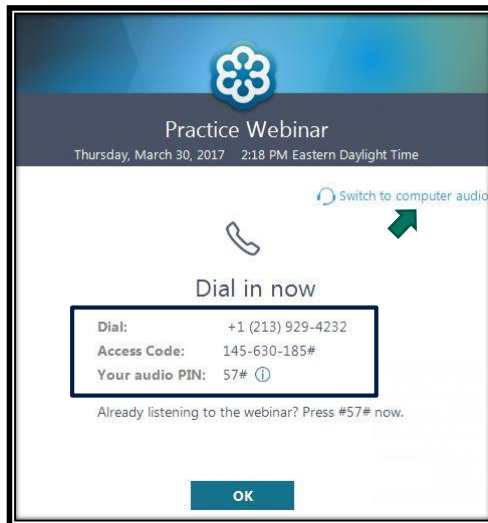 Practice Webinar
Thursday, March 30, 2017 2:18 PM Eastern Daylight Time
Switch to computer audio
Dial in now
Dial: +1 (213) 929-4232
Access Code: 145-630-185#
Your audio PIN: 57#
Already listening to the webinar? Press #57# now.
OK